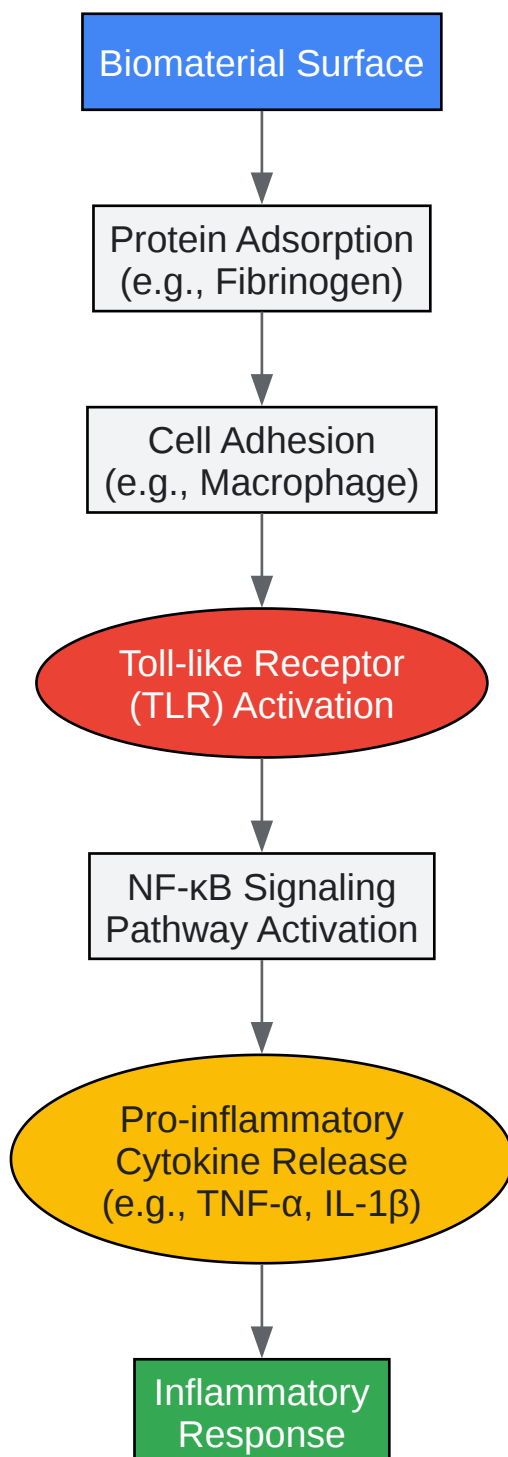 Biomaterial Surface
Protein Adsorption
(e.g., Fibrinogen)
Cell Adhesion
(e.g., Macrophage)
Toll-like Receptor
(TLR) Activation
NF-κB Signaling
Pathway Activation
Pro-inflammatory
Cytokine Release
(e.g., TNF-α, IL-1β)
Inflammatory
Response